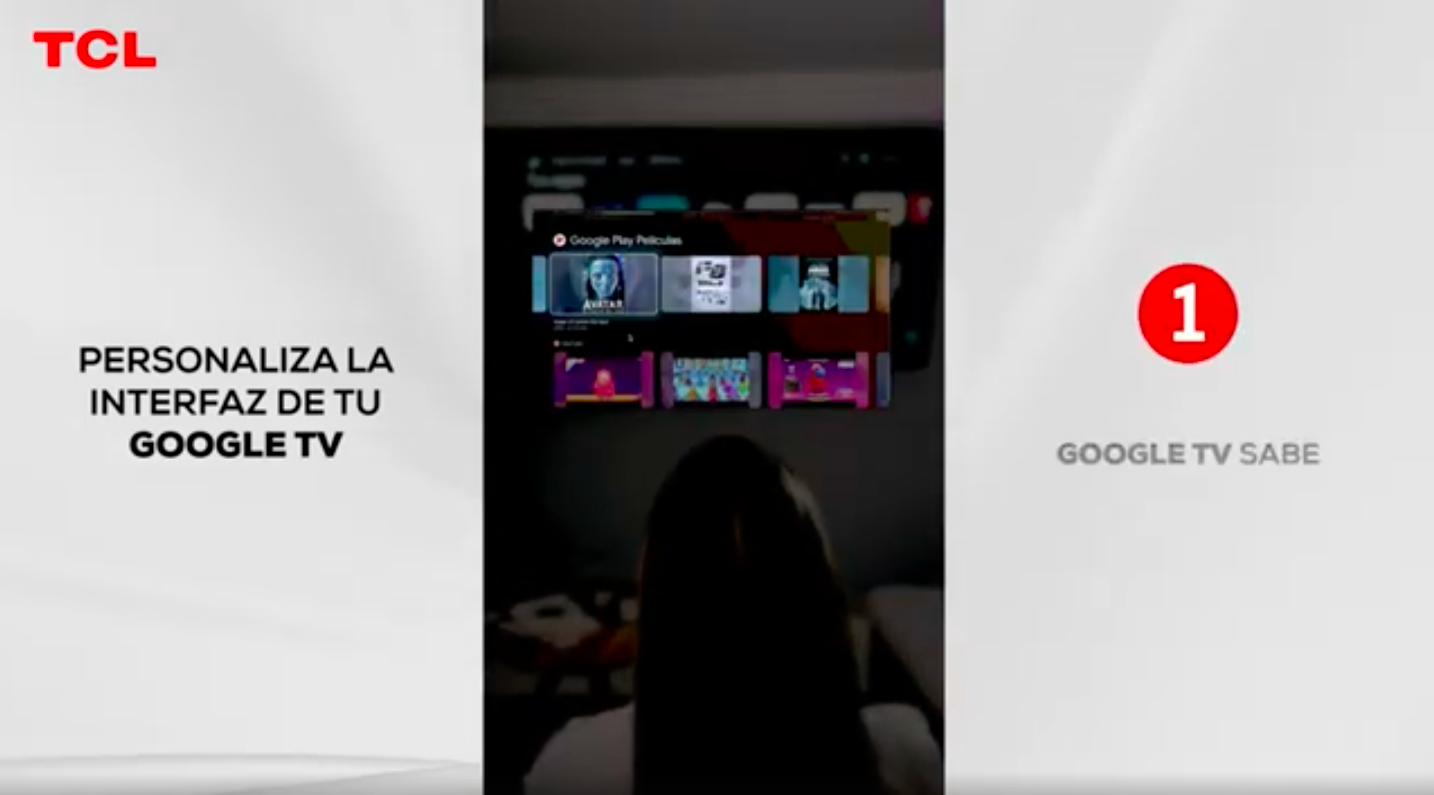 TCL
PERSONALIZA LA
INTERFAZ DE TU
GOOGLE TV
Google Play Películas
AVATAR
1
GOOGLE TV SABE